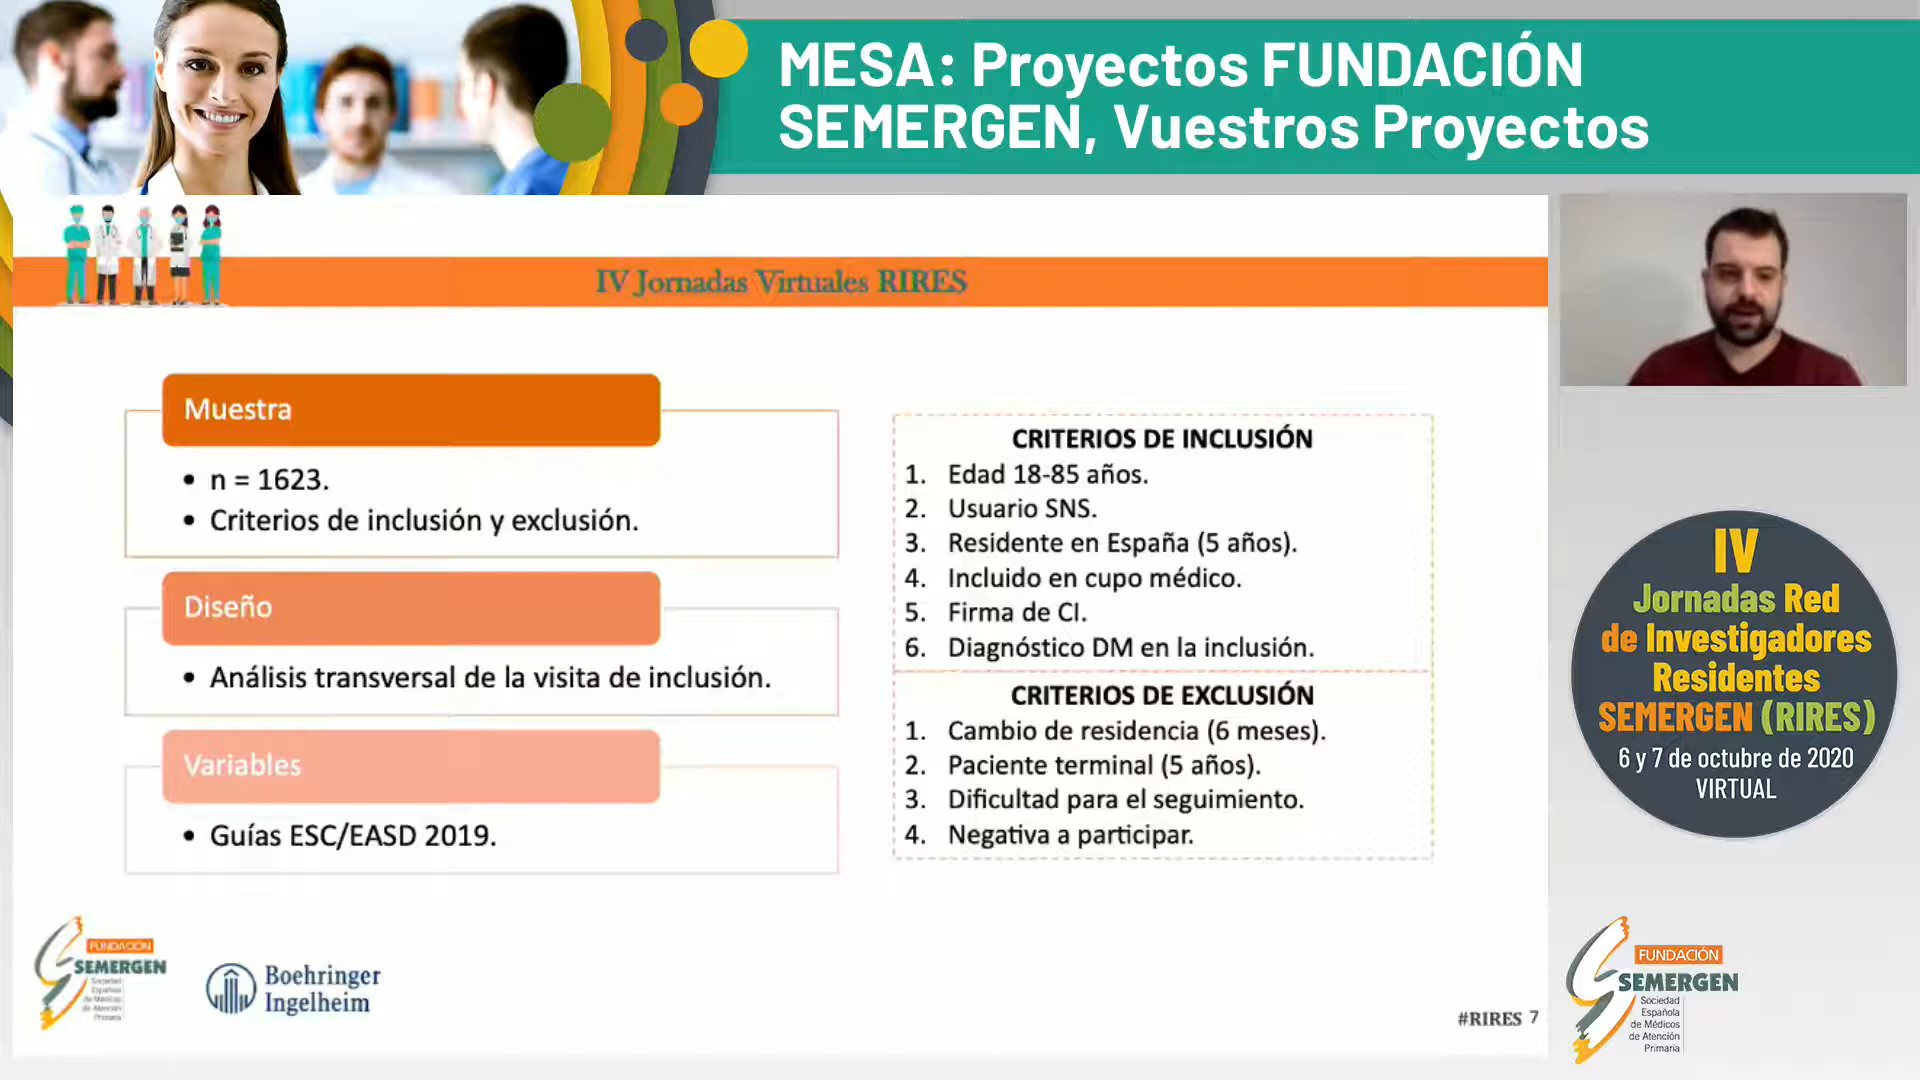 MESA: Proyectos FUNDACIÓN
SEMERGEN, Vuestros Proyectos
IV Jornadas Virtuales RIRES
Muestra
• n = 1623.
• Criterios de inclusión y exclusión.
Diseño
• Análisis transversal de la visita de inclusión.
Variables
• Guías ESC/EASD 2019.
CRITERIOS DE INCLUSIÓN
1. Edad 18-85 años.
2. Usuario SNS.
3. Residente en España (5 años).
4. Incluido en cupo médico.
5. Firma de CI.
6. Diagnóstico DM en la inclusión.
CRITERIOS DE EXCLUSIÓN
1. Cambio de residencia (6 meses).
2. Paciente terminal (5 años).
3. Dificultad para el seguimiento.
4. Negativa a participar.
FUNDACIÓN
SEMERGEN
Sociedad
Española
de Médicos
de Atención
Primaria
Boehringer
Ingelheim
#RIRES 7
IV
Jornadas Red
de Investigadores
Residentes
SEMERGEN (RIRES)
6 y 7 de octubre de 2020
VIRTUAL
FUNDACIÓN
SEMERGEN
Sociedad
Española
de Médicos
de Atención
Primaria